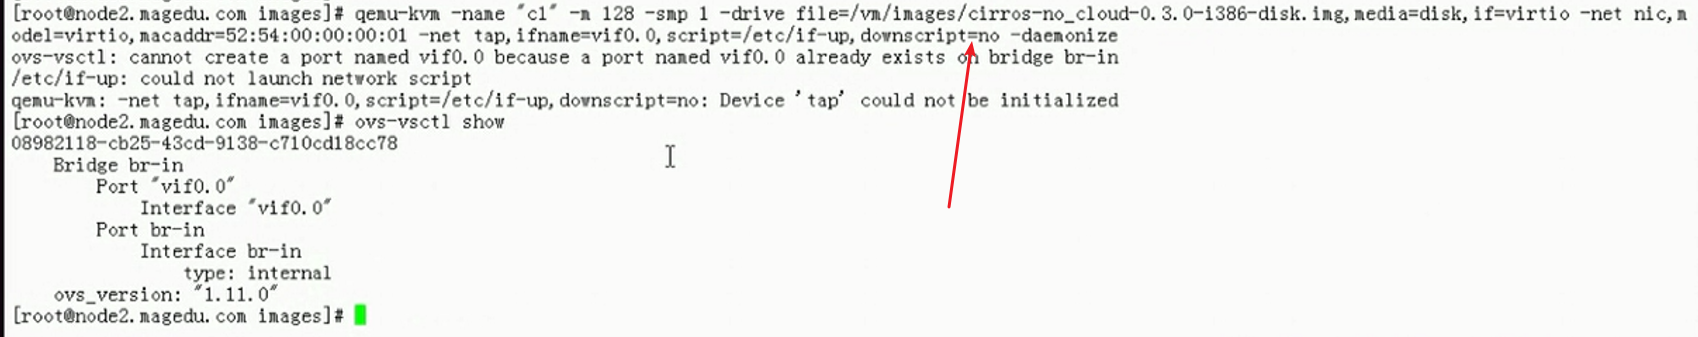 [root@node2.magedu.com images]# qemu-kvm -name "c1" -m 128 -smp 1 -drive file=/vm/images/cirros-no_cloud-0.3.0-i386-disk.img,media=disk,if=virtio -net nic,m
odel=virtio,macaddr=52:54:00:00:00:01 -net tap,ifname=vif0.0,script=/etc/if-up,downscript=no -daemonize
ovs-vsctl: cannot create a port named vif0.0 because a port named vif0.0 already exists on bridge br-in
/etc/if-up: could not launch network script
qemu-kvm: -net tap,ifname=vif0.0,script=/etc/if-up,downscript=no: Device 'tap' could not be initialized
[root@node2.magedu.com images]# ovs-vsctl show
08982118-cb25-43cd-9138-c710cd18cc78
    Bridge br-in
        Port "vif0.0"
            Interface "vif0.0"
        Port br-in
            Interface br-in
                type: internal
    ovs_version: "1.11.0"
[root@node2.magedu.com images]#